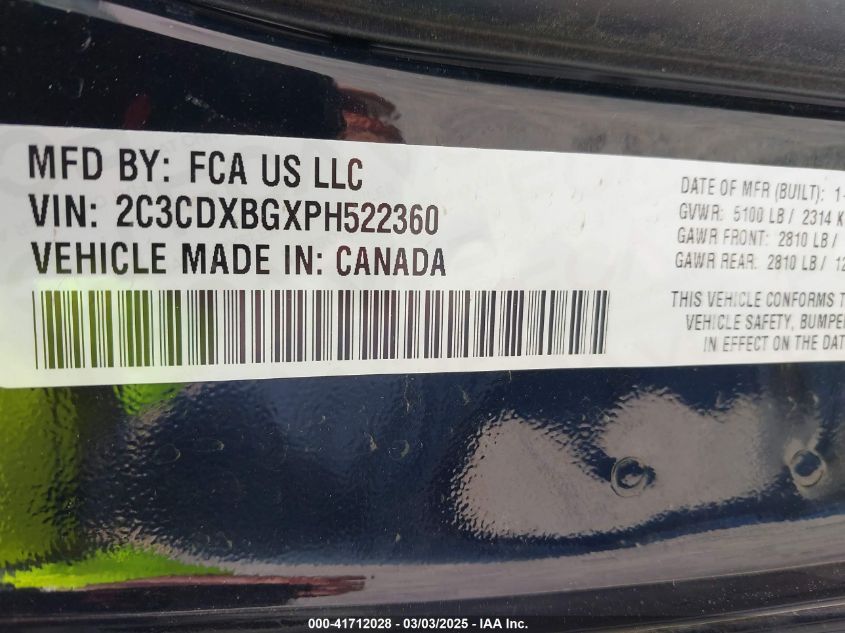 MFD BY: FCA US LLC
VIN: 2C3CDXBGXPH522360
VEHICLE MADE IN: CANADA
DATE OF MFR (BUILT): 1-
GVWR: 5100 LB / 2314 K
GAWR FRONT: 2810 LB /
GAWR REAR: 2810 LB / 12
THIS VEHICLE CONFORMS T
VEHICLE SAFETY, BUMPE
IN EFFECT ON THE DAT
000-41712028 - 03/03/2025 - IAA Inc.